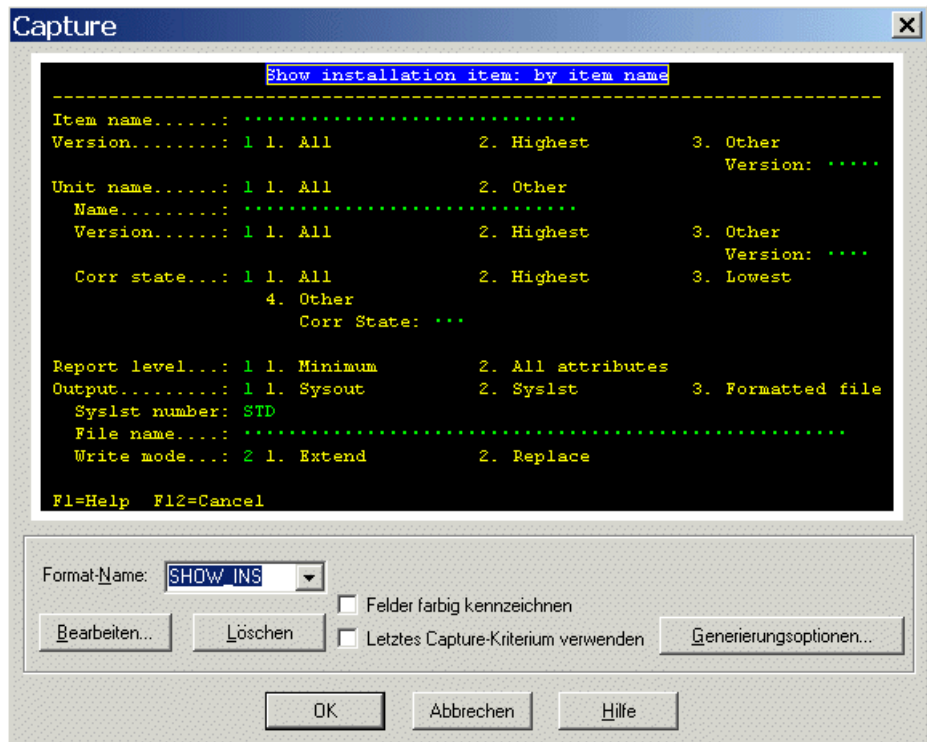 Capture
Show installation item: by item name
--------------------------------------------------------------------------
Item name......: ······························
Version........: 1 1. All 2. Highest 3. Other
Version: ·····
Unit name......: 1 1. All 2. Other
Name.........: ······························
Version......: 1 1. All 2. Highest 3. Other
Version: ····
Corr state...: 1 1. All 2. Highest 3. Lowest
4. Other
Corr State: ···
Report level...: 1 1. Minimum 2. All attributes
Output.........: 1 1. Sysout 2. Syslst 3. Formatted file
Syslst number: STD
File name....: ······················································
Write mode...: 2 1. Extend 2. Replace
F1=Help F12=Cancel
Format-Name: SHOW_INS
Felder farbig kennzeichnen
Bearbeiten... Löschen Letztes Capture-Kriterium verwenden Generierungsoptionen...
OK Abbrechen Hilfe